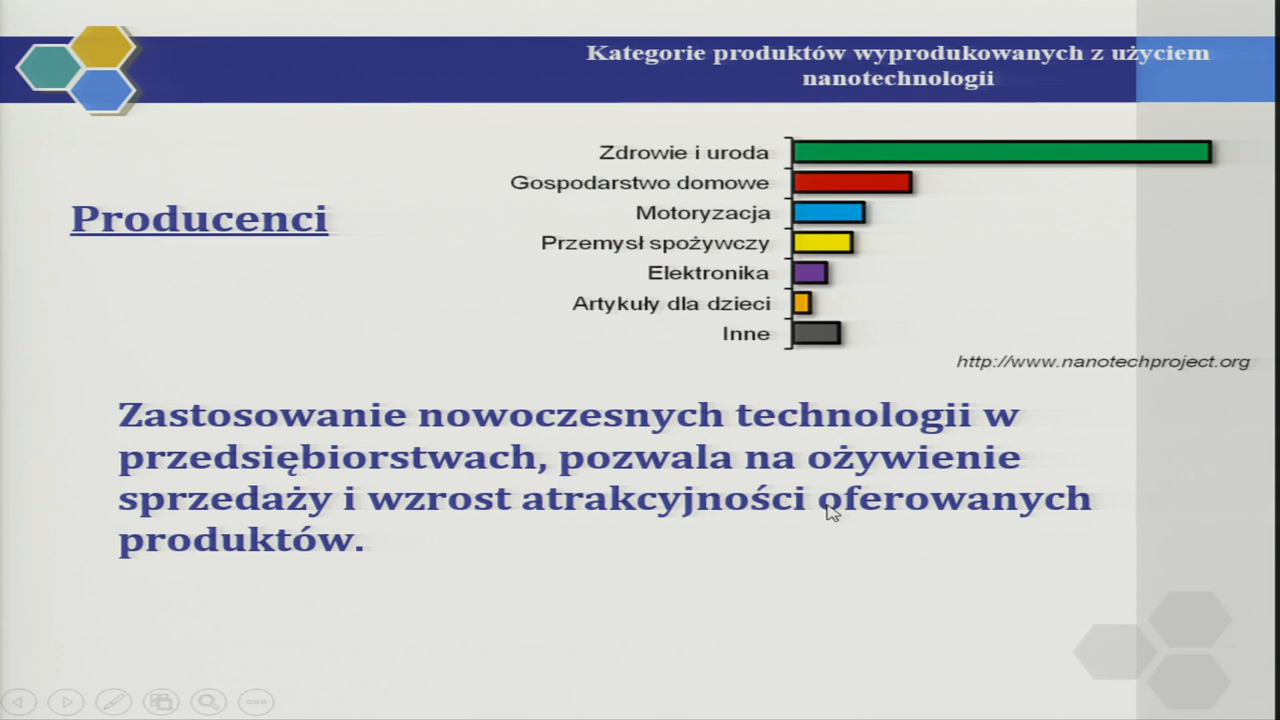 Kategorie produktów wyprodukowanych z użyciem
nanotechnologii
Producenci
Zdrowie i uroda
Gospodarstwo domowe
Motoryzacja
Przemysł spożywczy
Elektronika
Artykuły dla dzieci
Inne
http://www.nanotechproject.org
Zastosowanie nowoczesnych technologii w
przedsiębiorstwach, pozwala na ożywienie
sprzedaży i wzrost atrakcyjności oferowanych
produktów.